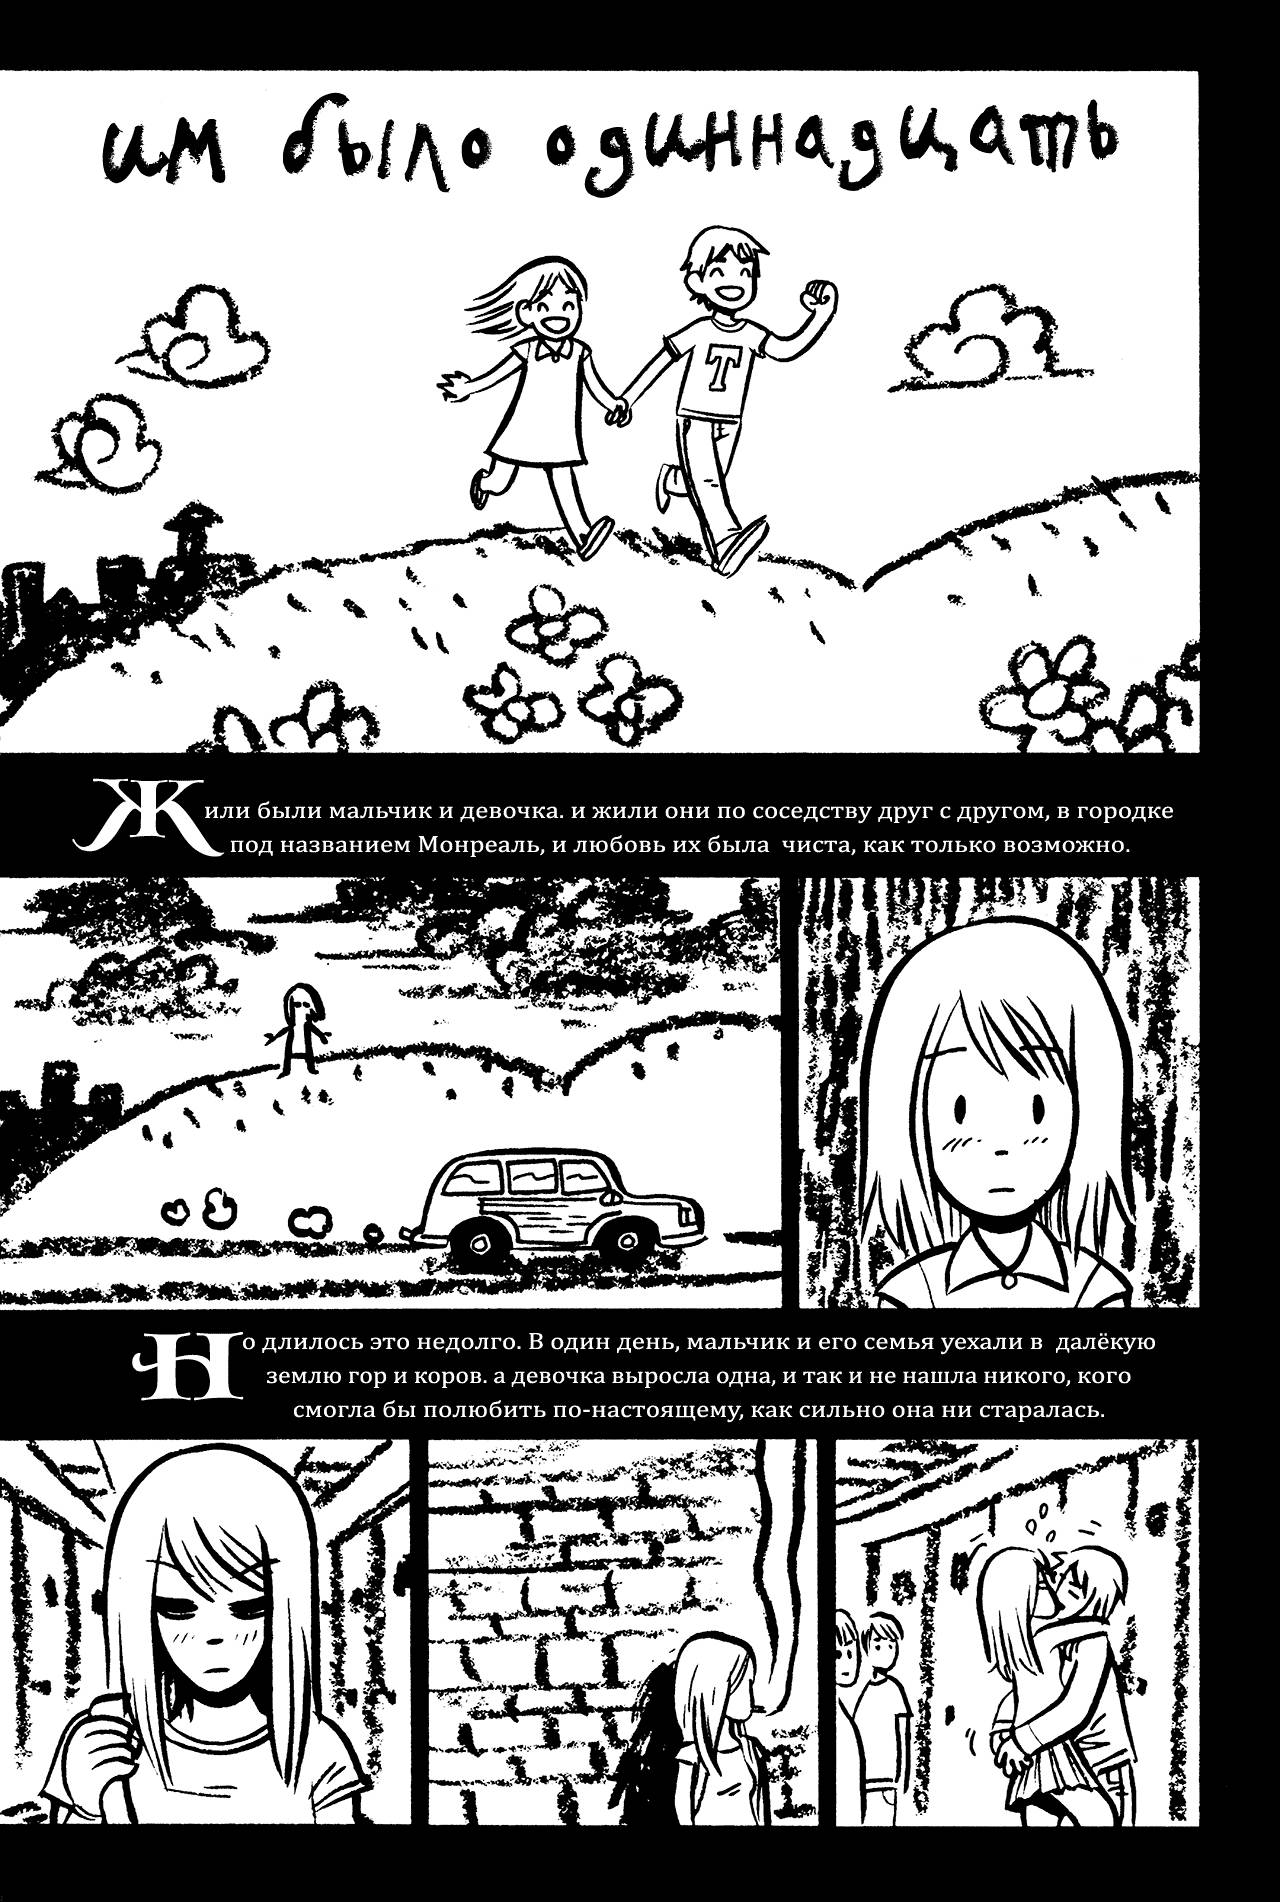 им было одиннадцать
T
Жили были мальчик и девочка. и жили они по соседству друг с другом, в городке
под названием Монреаль, и любовь их была чиста, как только возможно.
Но длилось это недолго. В один день, мальчик и его семья уехали в далёкую
землю гор и коров. а девочка выросла одна, и так и не нашла никого, кого
смогла бы полюбить по-настоящему, как сильно она ни старалась.